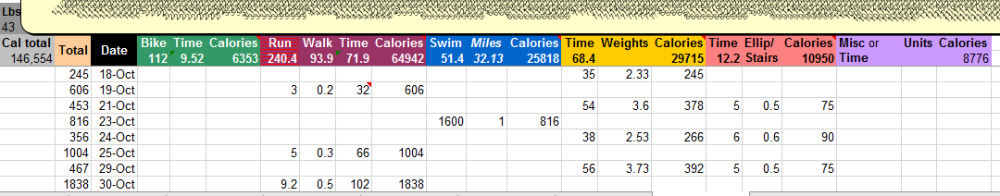 Lbs
43
Cal total Total Date Bike Time Calories Run Walk Time Calories Swim Miles Calories Time Weights Calories Time Ellip/ Calories Misc or Units Calories
146,554 112 9.52 6353 240.4 93.9 71.9 64942 51.4 32.13 25818 68.4 29715 12.2 Stairs 10950 Time 8776
245 18-Oct 35 2.33 245
606 19-Oct 3 0.2 32 606
453 21-Oct 54 3.6 378 5 0.5 75
816 23-Oct 1600 1 816
356 24-Oct 38 2.53 266 6 0.6 90
1004 25-Oct 5 0.3 66 1004
467 29-Oct 56 3.73 392 5 0.5 75
1838 30-Oct 9.2 0.5 102 1838